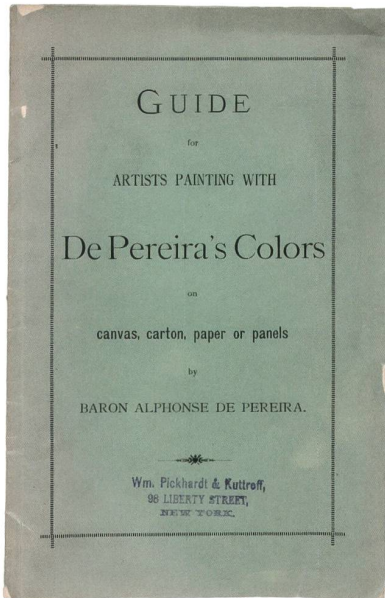 GUIDE
for
ARTISTS PAINTING WITH
De Pereira's Colors
on
canvas, carton, paper or panels
by
BARON ALPHONSE DE PEREIRA.
Wm. Pickhardt & Kuttroff,
98 LIBERTY STREET,
NEW YORK.